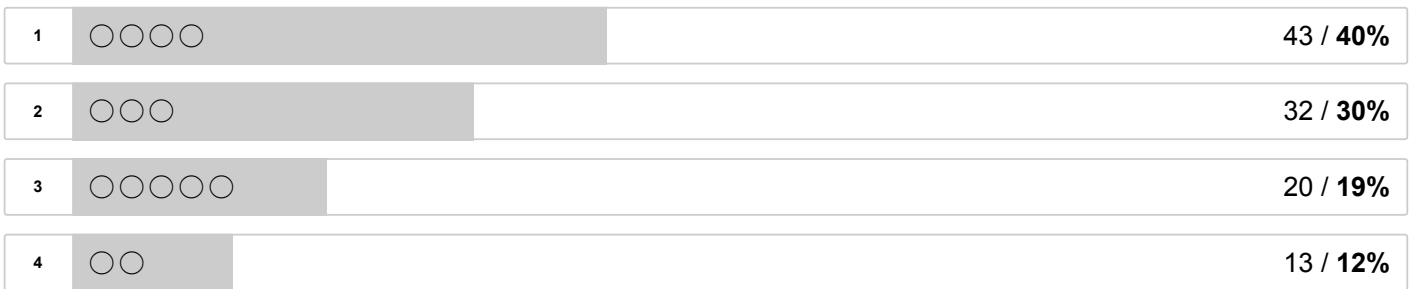 1 ◯◯◯◯ 43 / 40%
2 ◯◯◯ 32 / 30%
3 ◯◯◯◯◯ 20 / 19%
4 ◯◯ 13 / 12%